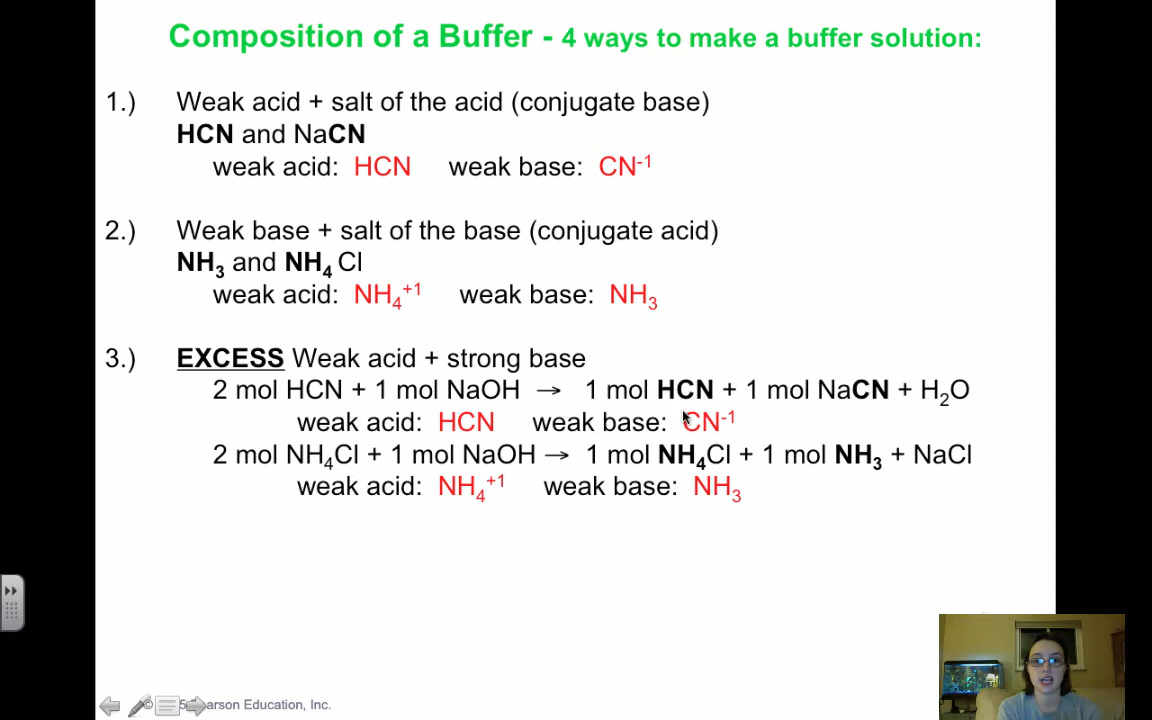 Composition of a Buffer - 4 ways to make a buffer solution:
1.) Weak acid + salt of the acid (conjugate base)
HCN and NaCN
weak acid: HCN weak base: CN⁻¹
2.) Weak base + salt of the base (conjugate acid)
NH₃ and NH₄ Cl
weak acid: NH₄⁺¹ weak base: NH₃
3.) EXCESS Weak acid + strong base
2 mol HCN + 1 mol NaOH → 1 mol HCN + 1 mol NaCN + H₂O
weak acid: HCN weak base: CN⁻¹
2 mol NH₄Cl + 1 mol NaOH → 1 mol NH₄Cl + 1 mol NH₃ + NaCl
weak acid: NH₄⁺¹ weak base: NH₃
Education, Inc.